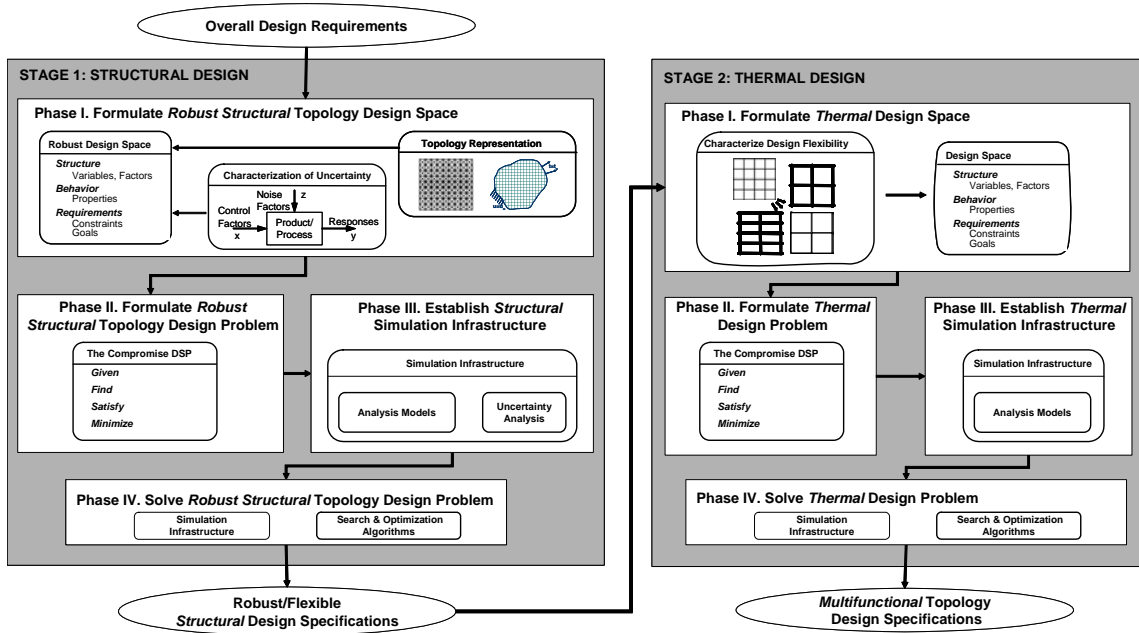 Overall Design Requirements
STAGE 1: STRUCTURAL DESIGN
Phase I. Formulate Robust Structural Topology Design Space
Robust Design Space
Structure
Variables, Factors
Behavior
Properties
Requirements
Constraints
Goals
Characterization of Uncertainty
Noise
Factors
z
Control
Factors
x
Product/
Process
Responses
y
Topology Representation
Phase II. Formulate Robust
Structural Topology Design Problem
The Compromise DSP
Given
Find
Satisfy
Minimize
Phase III. Establish Structural
Simulation Infrastructure
Simulation Infrastructure
Analysis Models
Uncertainty
Analysis
Phase IV. Solve Robust Structural Topology Design Problem
Simulation
Infrastructure
Search & Optimization
Algorithms
Robust/Flexible
Structural Design Specifications
STAGE 2: THERMAL DESIGN
Phase I. Formulate Thermal Design Space
Characterize Design Flexibility
Design Space
Structure
Variables, Factors
Behavior
Properties
Requirements
Constraints
Goals
Phase II. Formulate Thermal
Design Problem
The Compromise DSP
Given
Find
Satisfy
Minimize
Phase III. Establish Thermal
Simulation Infrastructure
Simulation Infrastructure
Analysis Models
Phase IV. Solve Thermal Design Problem
Simulation
Infrastructure
Search & Optimization
Algorithms
Multifunctional Topology
Design Specifications